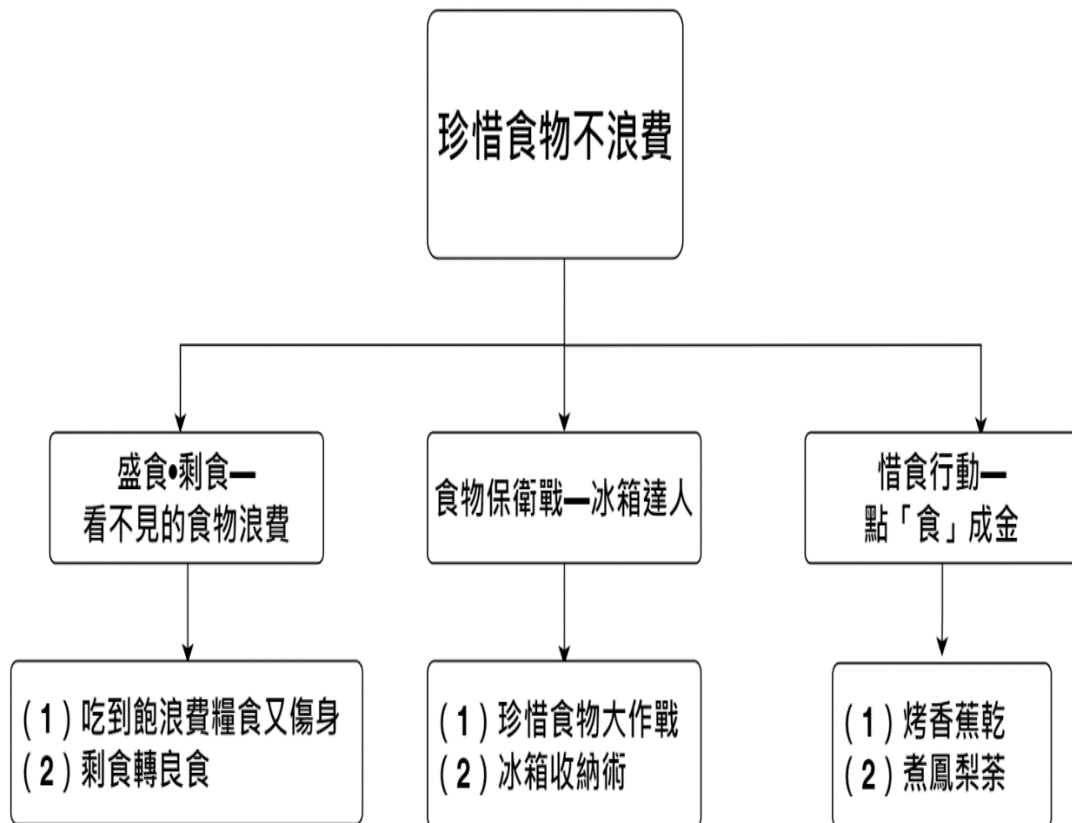 珍惜食物不浪費
盛食•剩食—
看不見的食物浪費
食物保衛戰—冰箱達人
惜食行動—
點「食」成金
(1)吃到飽浪費糧食又傷身
(2)剩食轉良食
(1)珍惜食物大作戰
(2)冰箱收納術
(1)烤香蕉乾
(2)煮鳳梨荼